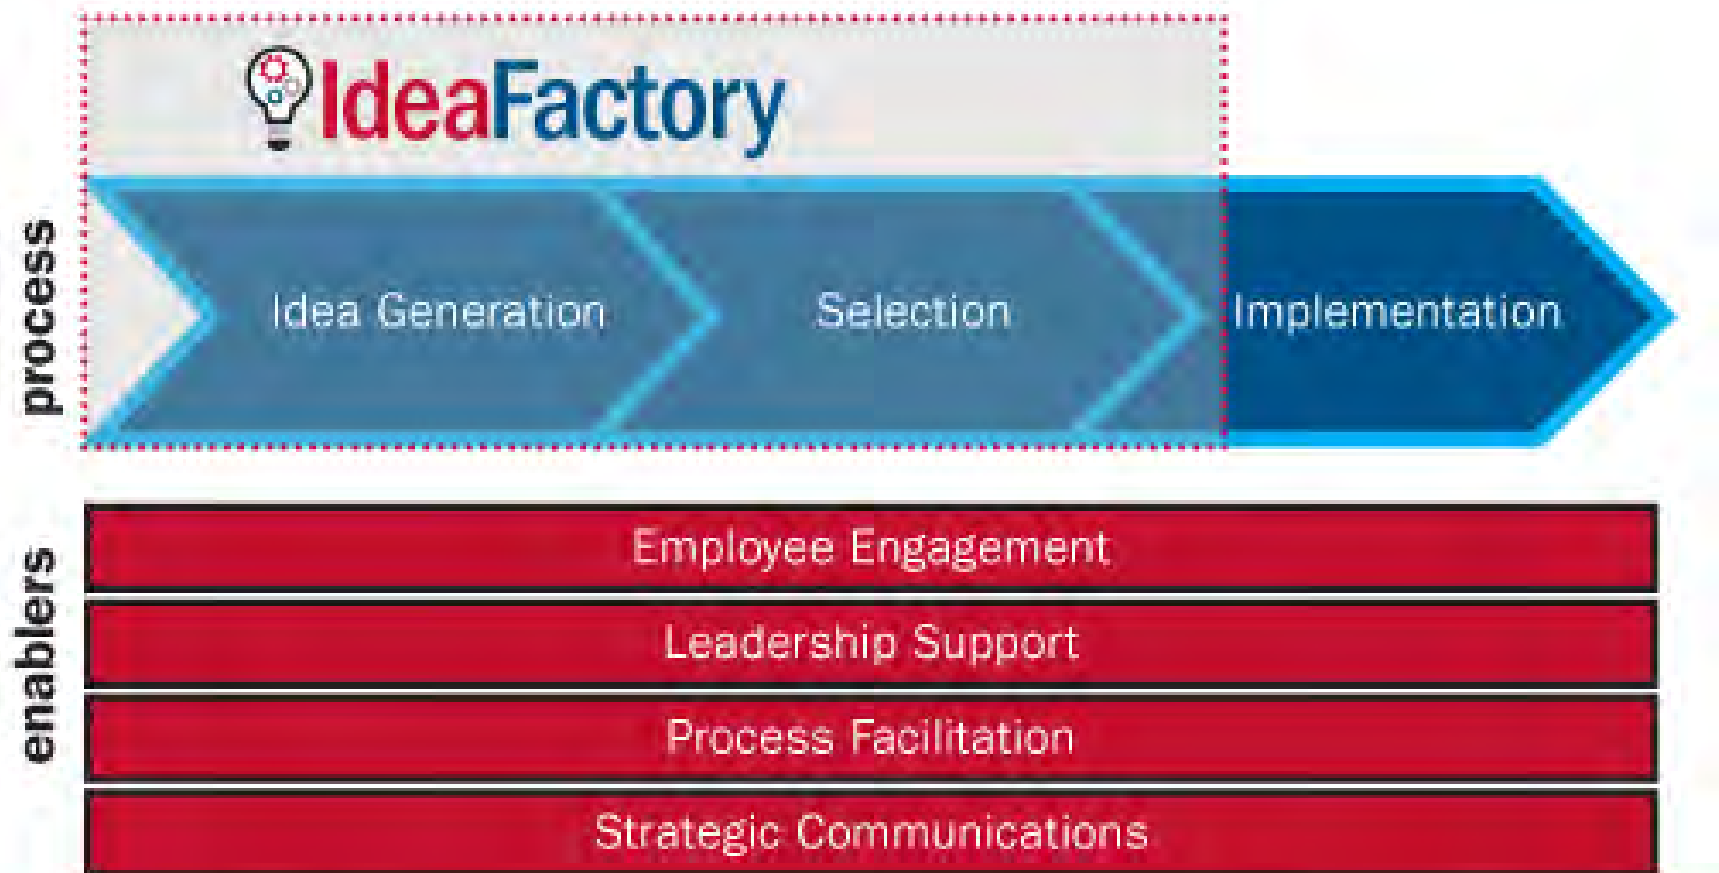 IdeaFactory
process
Idea Generation
Selection
Implementation
enablers
Employee Engagement
Leadership Support
Process Facilitation
Strategic Communications